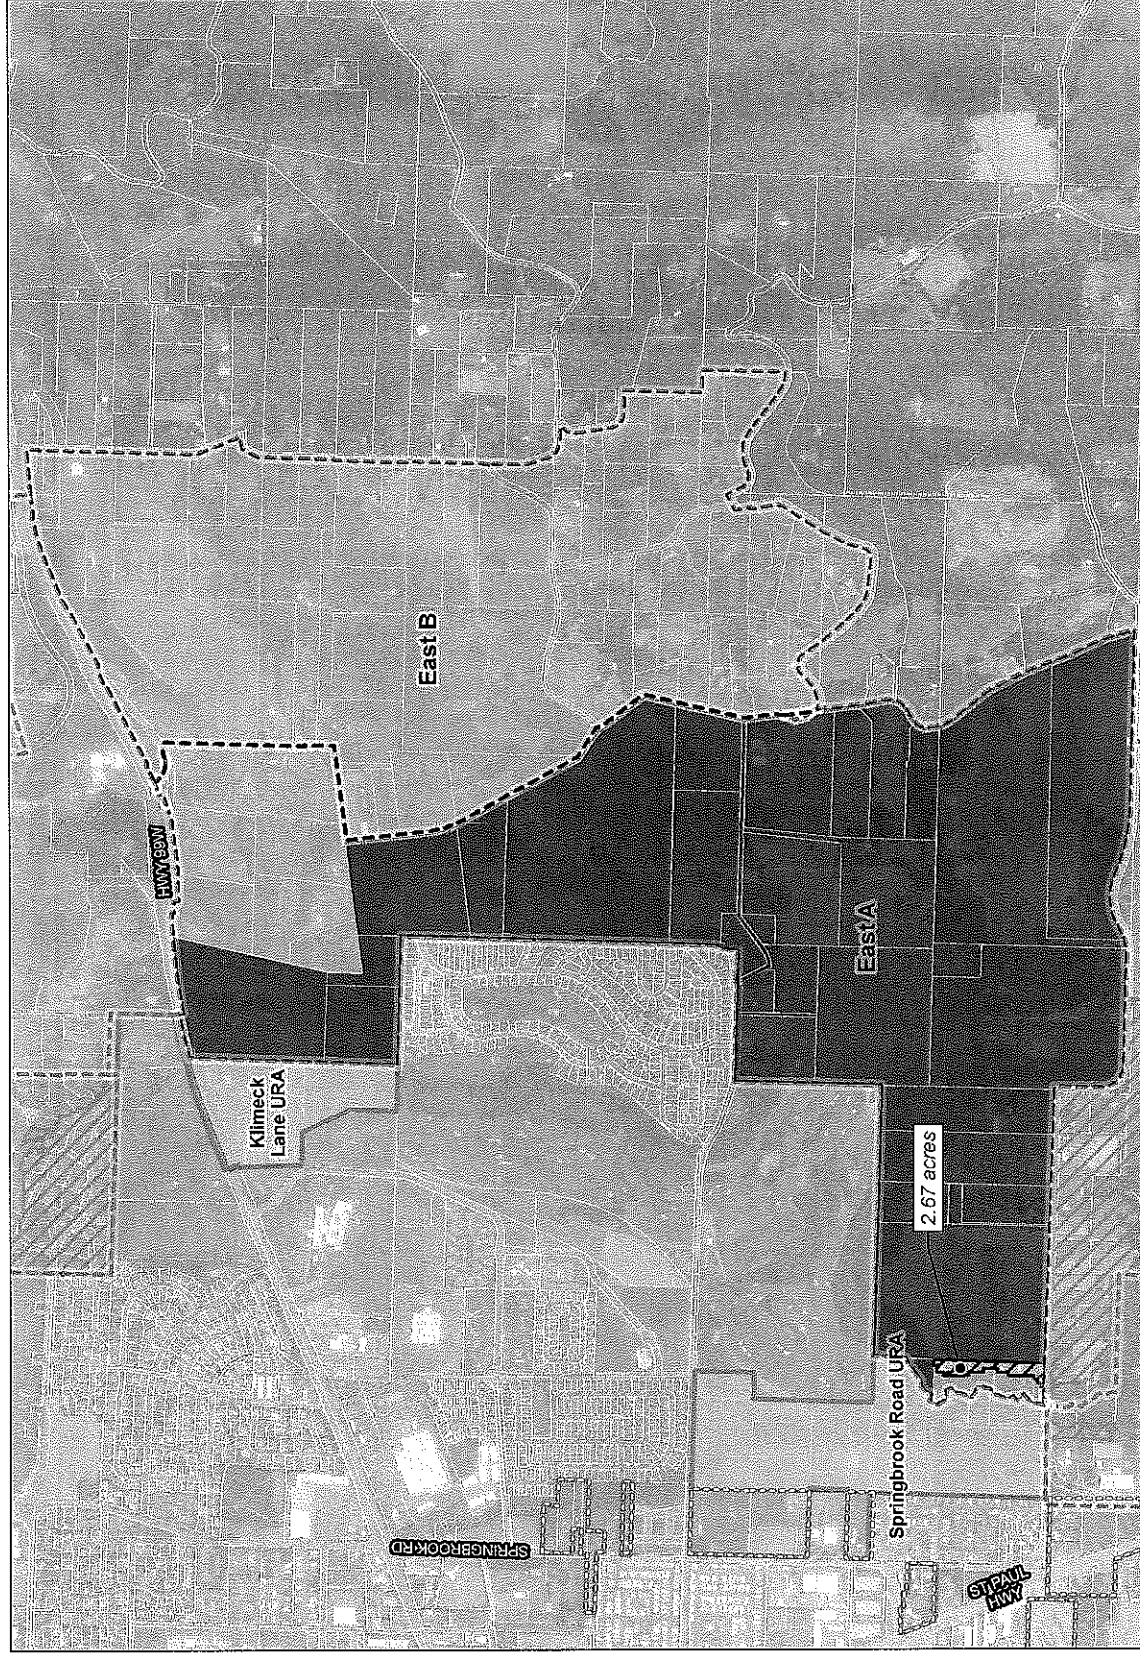 HWY 99W
Klimeck
Lane URA
East B
East A
2.67 acres
Springbrook Road URA
SPRINGBROOK RD
ST PAUL
HWY